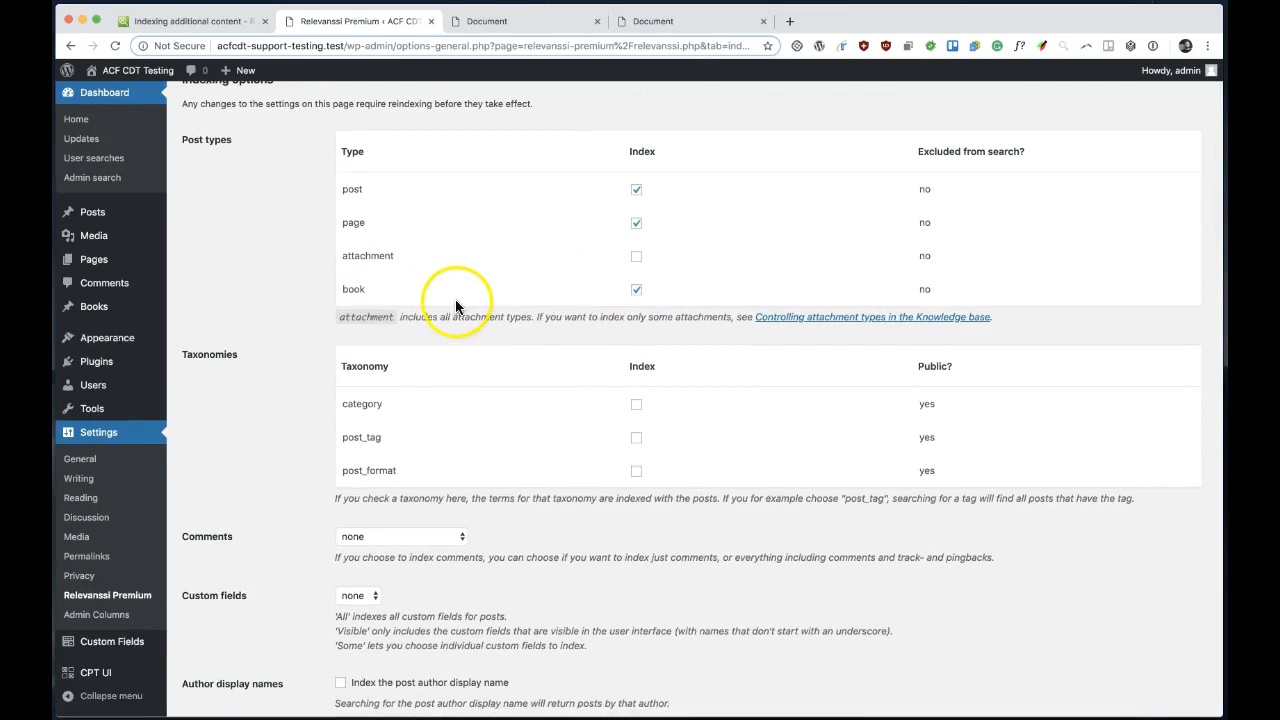 Indexing additional content - R
Relevanssi Premium ‹ ACF CDT
Document
Document
Not Secure
acfcdt-support-testing.test/wp-admin/options-general.php?page=relevanssi-premium%2Frelevanssi.php&tab=ind...
ACF CDT Testing
0
New
Howdy, admin
Dashboard
Home
Updates
User searches
Admin search
Posts
Media
Pages
Comments
Books
Appearance
Plugins
Users
Tools
Settings
General
Writing
Reading
Discussion
Media
Permalinks
Privacy
Relevanssi Premium
Admin Columns
Custom Fields
CPT UI
Collapse menu
Indexing options
Any changes to the settings on this page require reindexing before they take effect.
Post types
Type Index Excluded from search?
post no
page no
attachment no
book no
attachment includes all attachment types. If you want to index only some attachments, see Controlling attachment types in the Knowledge base.
Taxonomies
Taxonomy Index Public?
category yes
post_tag yes
post_format yes
If you check a taxonomy here, the terms for that taxonomy are indexed with the posts. If you for example choose "post_tag", searching for a tag will find all posts that have the tag.
Comments
none
If you choose to index comments, you can choose if you want to index just comments, or everything including comments and track- and pingbacks.
Custom fields
none
'All' indexes all custom fields for posts.
'Visible' only includes the custom fields that are visible in the user interface (with names that don't start with an underscore).
'Some' lets you choose individual custom fields to index.
Author display names
Index the post author display name
Searching for the post author display name will return posts by that author.